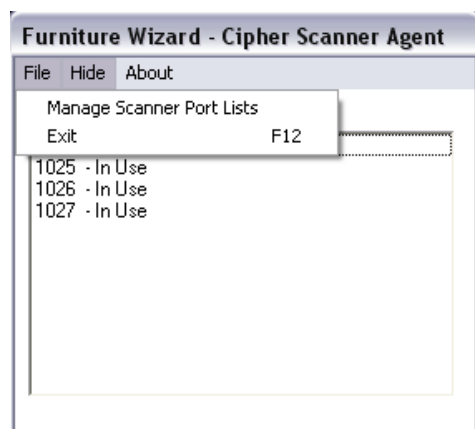 Furniture Wizard - Cipher Scanner Agent
File Hide About
Manage Scanner Port Lists
Exit F12
1025 - In Use
1026 - In Use
1027 - In Use